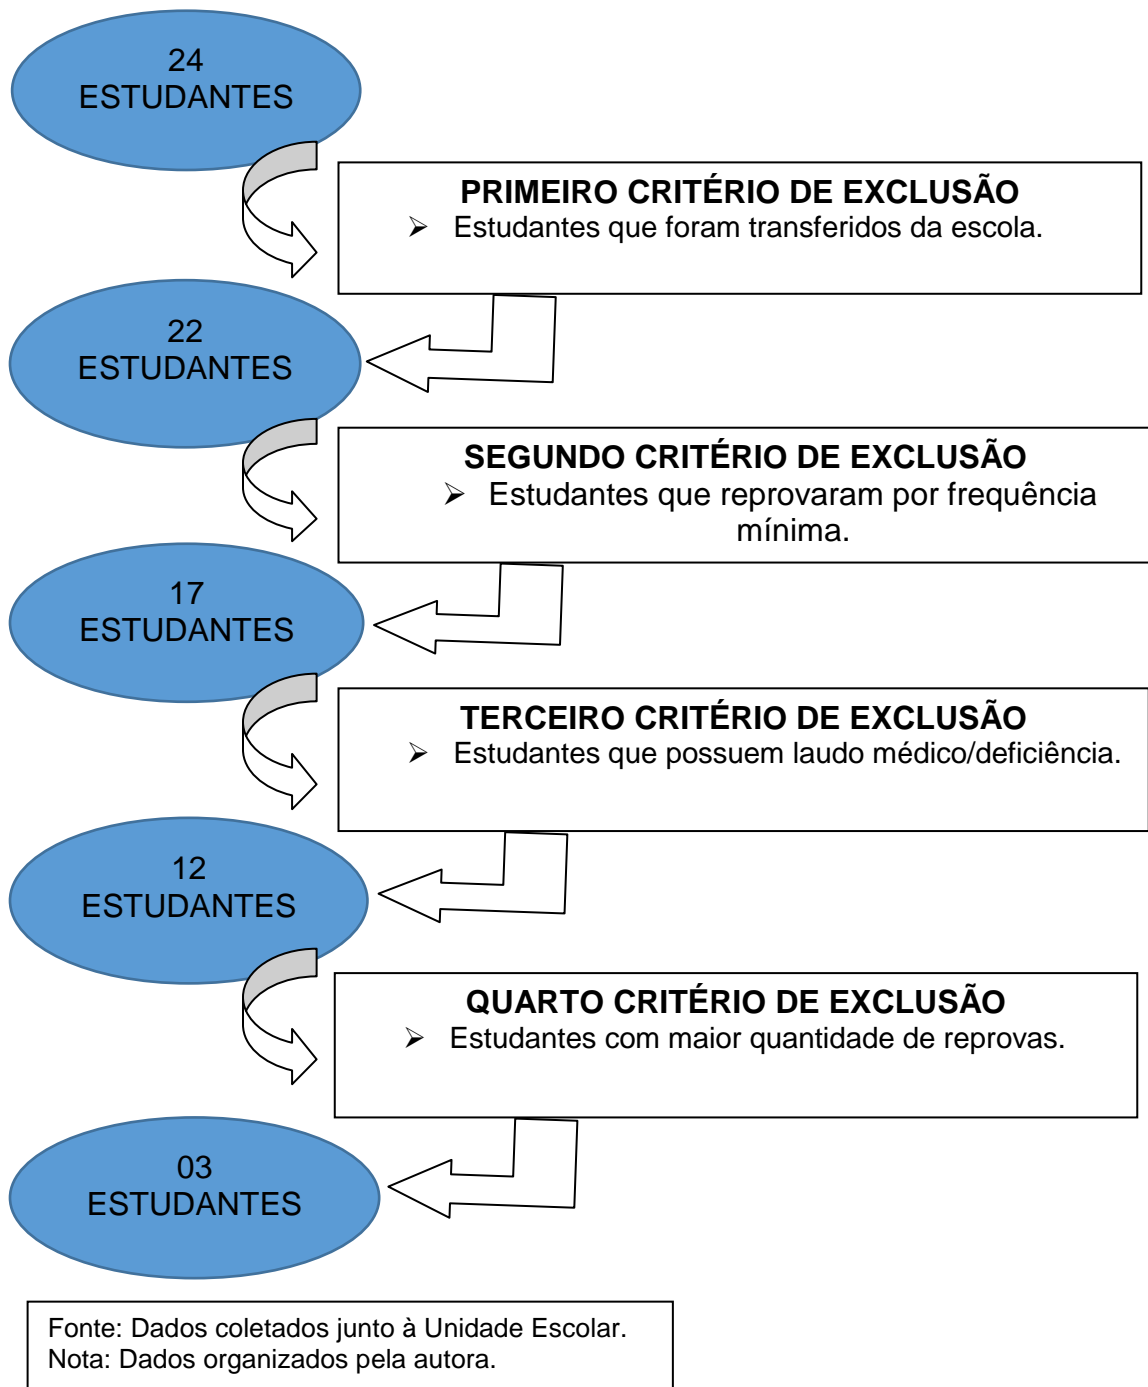 24
ESTUDANTES
PRIMEIRO CRITÉRIO DE EXCLUSÃO
➢ Estudantes que foram transferidos da escola.
22
ESTUDANTES
SEGUNDO CRITÉRIO DE EXCLUSÃO
➢ Estudantes que reprovaram por frequência
mínima.
17
ESTUDANTES
TERCEIRO CRITÉRIO DE EXCLUSÃO
➢ Estudantes que possuem laudo médico/deficiência.
12
ESTUDANTES
QUARTO CRITÉRIO DE EXCLUSÃO
➢ Estudantes com maior quantidade de reprovas.
03
ESTUDANTES
Fonte: Dados coletados junto à Unidade Escolar.
Nota: Dados organizados pela autora.